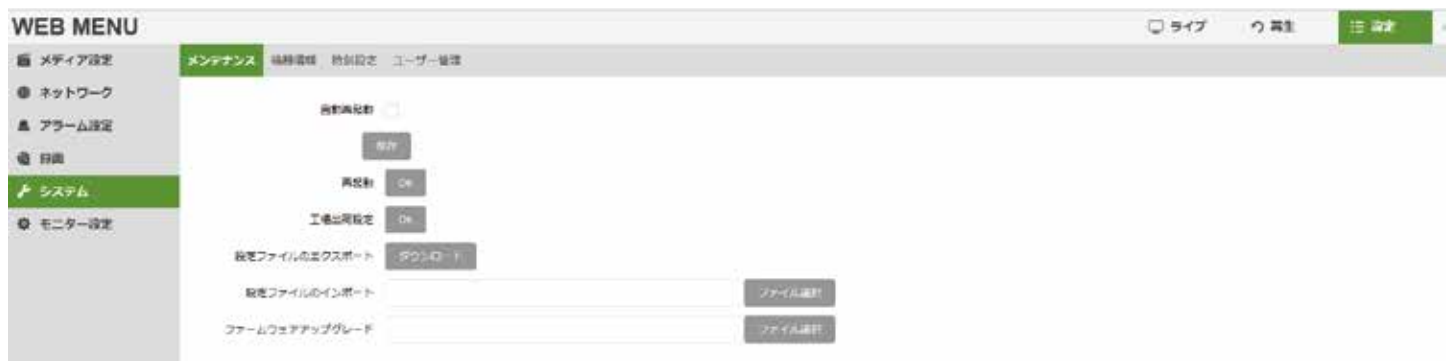 WEB MENU
ライブ
再生
設定
メディア設定
ネットワーク
アラーム設定
録画
システム
モニター設定
メンテナンス
時刻設定
ユーザー管理
自動再起動
保存
再起動
On
工場出荷設定
On
設定ファイルのエクスポート
ダウンロード
設定ファイルのインポート
ファイル選択
ファームウェアアップグレード
ファイル選択